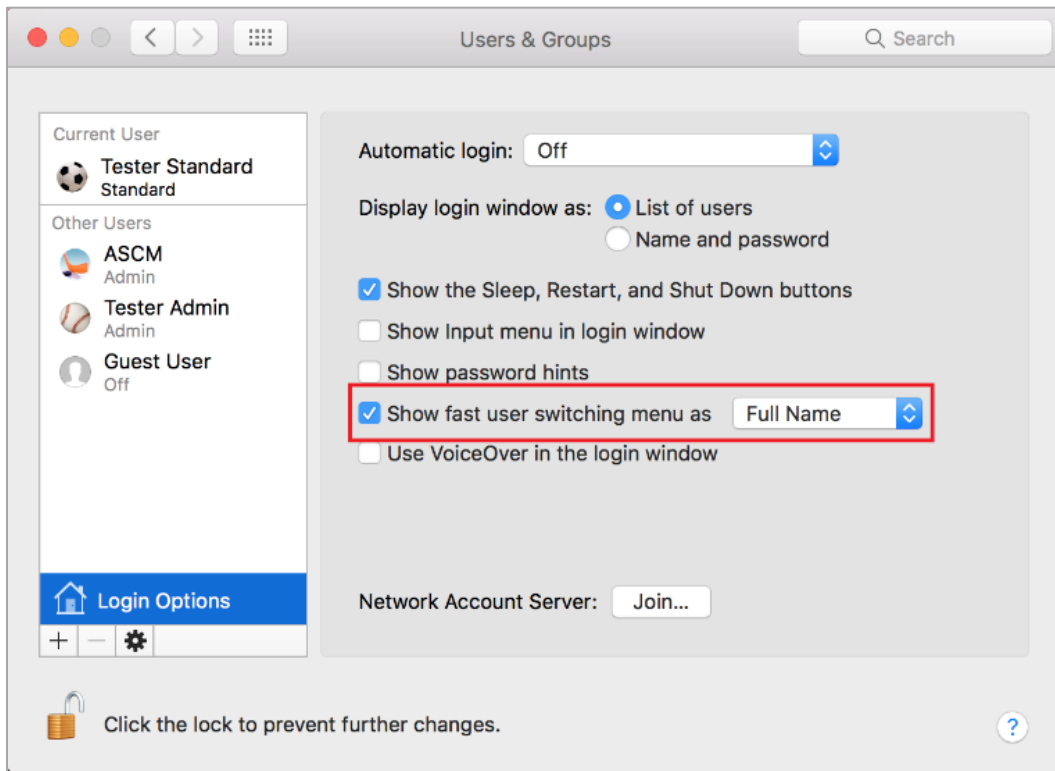 Users & Groups
Search
Current User
Tester Standard
Standard
Other Users
ASCM
Admin
Tester Admin
Admin
Guest User
Off
Login Options
Automatic login: Off
Display login window as: List of users
Name and password
Show the Sleep, Restart, and Shut Down buttons
Show Input menu in login window
Show password hints
Show fast user switching menu as Full Name
Use VoiceOver in the login window
Network Account Server: Join...
Click the lock to prevent further changes.
?